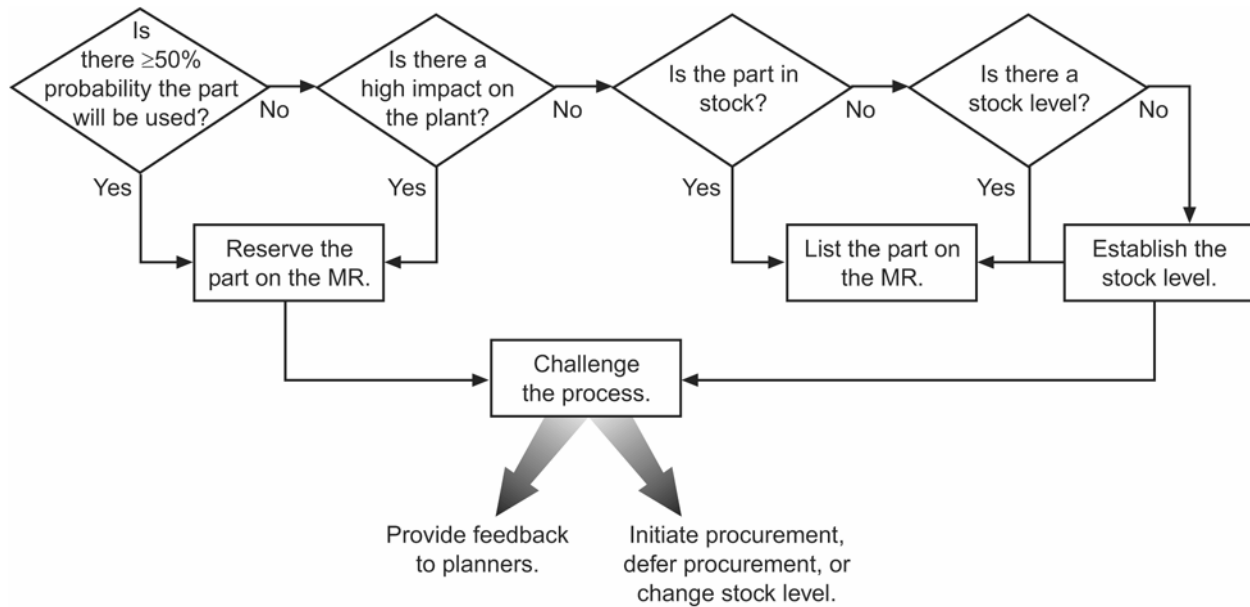 Is
there ≥50%
probability the part
will be used?
No
Yes
Is there a
high impact on
the plant?
No
Yes
Is the part in
stock?
No
Yes
Is there a
stock level?
No
Yes
Reserve the
part on the MR.
List the part on
the MR.
Establish the
stock level.
Challenge
the process.
Provide feedback
to planners.
Initiate procurement,
defer procurement, or
change stock level.